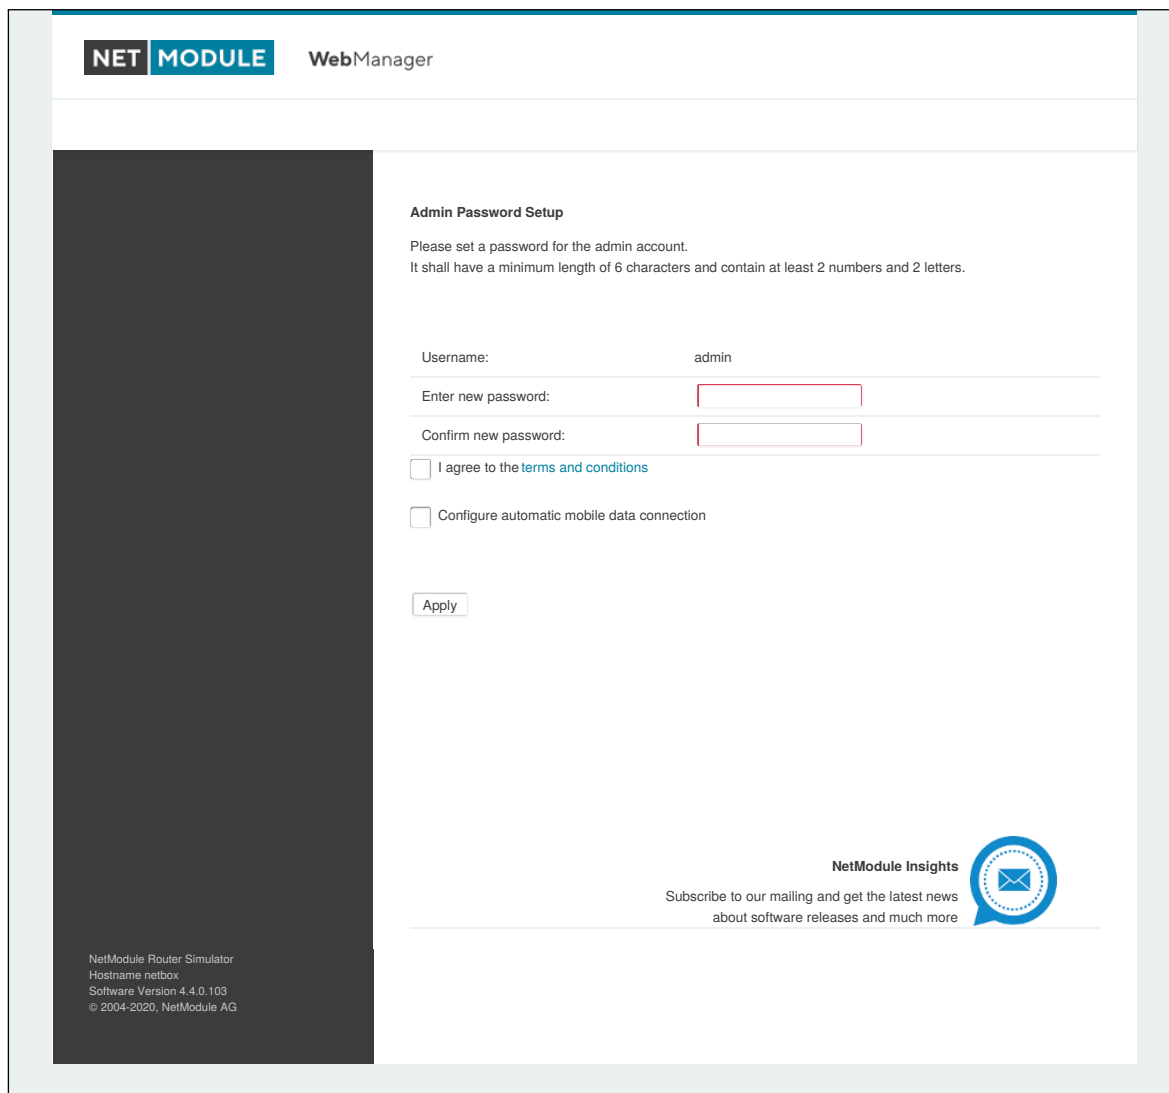 NET MODULE WebManager
Admin Password Setup
Please set a password for the admin account.
It shall have a minimum length of 6 characters and contain at least 2 numbers and 2 letters.
Username: admin
Enter new password:
Confirm new password:
I agree to the terms and conditions
Configure automatic mobile data connection
Apply
NetModule Insights
Subscribe to our mailing and get the latest news
about software releases and much more
NetModule Router Simulator
Hostname netbox
Software Version 4.4.0.103
© 2004-2020, NetModule AG